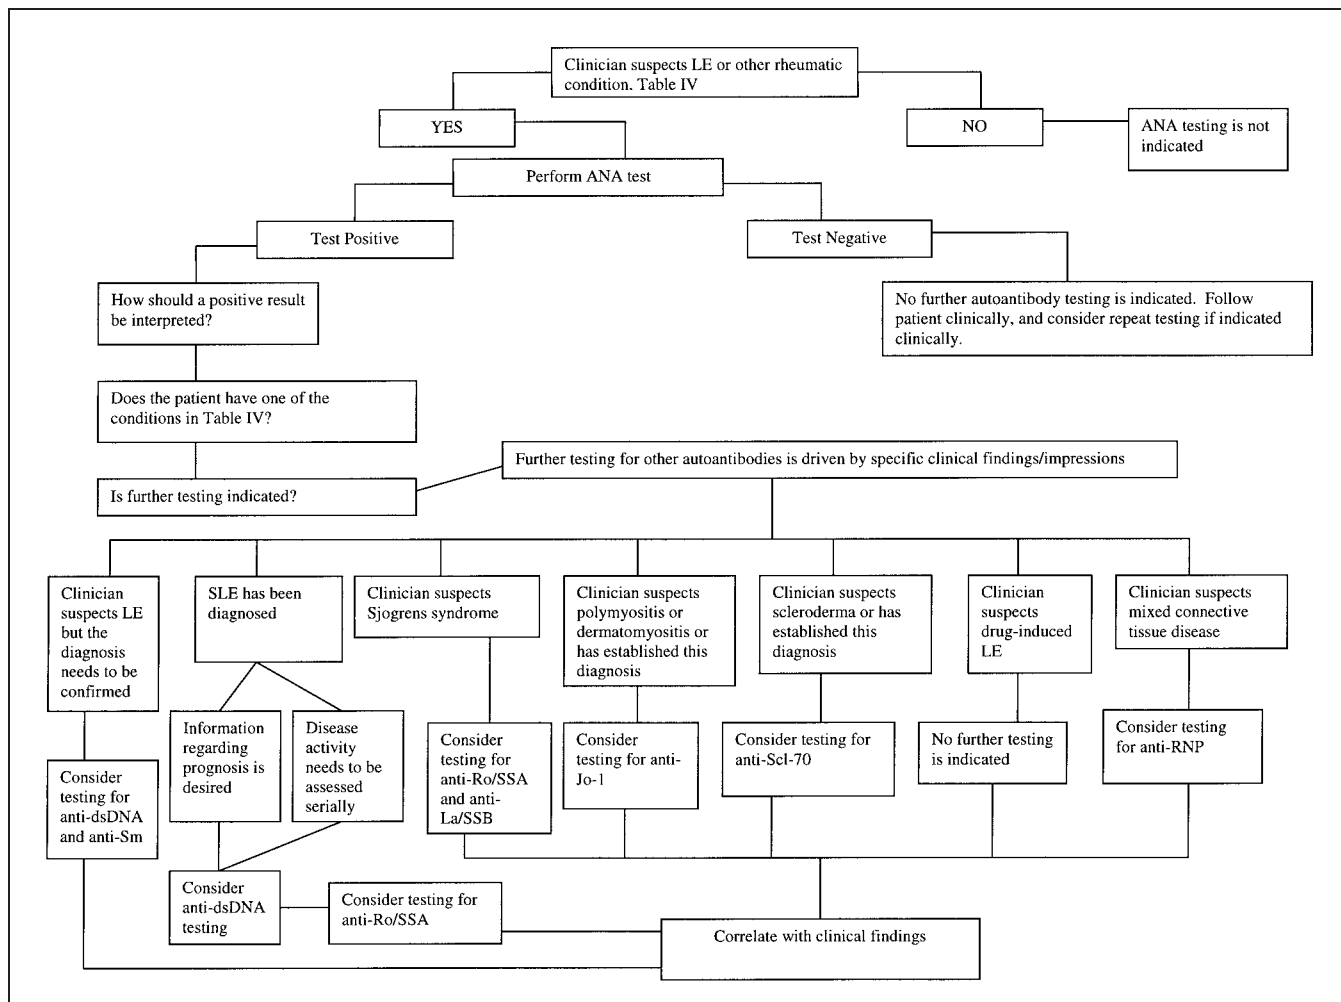 Clinician suspects LE or other rheumatic
condition. Table IV
YES
NO
ANA testing is not
indicated
Perform ANA test
Test Positive
Test Negative
How should a positive result
be interpreted?
No further autoantibody testing is indicated. Follow
patient clinically, and consider repeat testing if indicated
clinically.
Does the patient have one of the
conditions in Table IV?
Further testing for other autoantibodies is driven by specific clinical findings/impressions
Is further testing indicated?
Clinician
suspects LE
but the
diagnosis
needs to be
confirmed
SLE has been
diagnosed
Clinician suspects
Sjogrens syndrome
Clinician suspects
polymyositis or
dermatomyositis or
has established this
diagnosis
Clinician suspects
scleroderma or has
established this
diagnosis
Clinician
suspects
drug-induced
LE
Clinician suspects
mixed connective
tissue disease
Information
regarding
prognosis is
desired
Disease
activity
needs to be
assessed
serially
Consider
testing for
anti-Ro/SSA
and anti-
La/SSB
Consider
testing for anti-
Jo-1
Consider testing for
anti-Scl-70
No further testing
is indicated
Consider testing
for anti-RNP
Consider
testing for
anti-dsDNA
and anti-Sm
Consider
anti-dsDNA
testing
Consider testing for
anti-Ro/SSA
Correlate with clinical findings